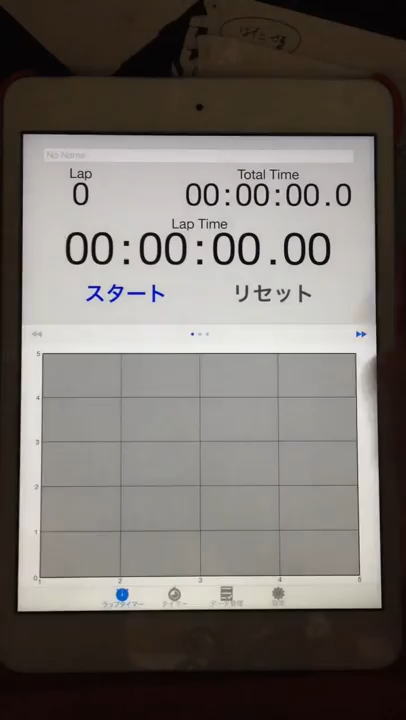 No Name
Lap
Total Time
0
00:00:00.0
Lap Time
00:00:00.00
スタート
リセット
5
4
3
2
1
0
1
2
3
4
5
ラップタイマー
タイマー
データ管理
設定